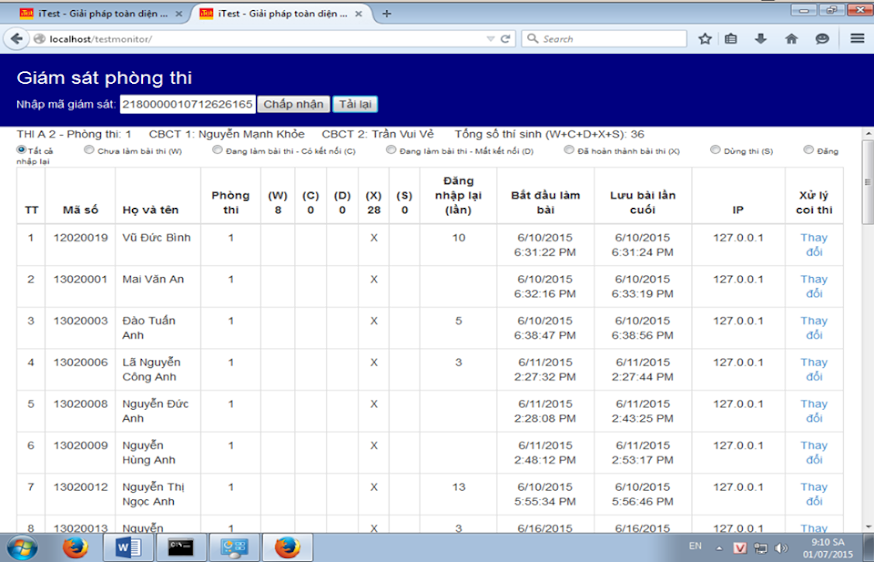 iTest - Giải pháp toàn diện ...
iTest - Giải pháp toàn diện ...
localhost/testmonitor/
Search
Giám sát phòng thi
Nhập mã giám sát: 2180000010712626165 Chấp nhận Tải lại
THI A 2 - Phòng thi: 1 CBCT 1: Nguyễn Mạnh Khỏe CBCT 2: Trần Vui Vẻ Tổng số thí sinh (W+C+D+X+S): 36
Tất cả Chưa làm bài thi (W) Đang làm bài thi - Có kết nối (C) Đang làm bài thi - Mất kết nối (D) Đã hoàn thành bài thi (X) Dừng thi (S) Đăng
nhập lại
TT Mã số Họ và tên Phòng thi (W) 8 (C) 0 (D) 0 (X) 28 (S) 0 Đăng nhập lại (lần) Bắt đầu làm bài Lưu bài lần cuối IP Xử lý coi thi
1 12020019 Vũ Đức Bình 1 X 10 6/10/2015 6/10/2015 127.0.0.1 Thay
6:31:22 PM 6:31:24 PM đổi
2 13020001 Mai Văn An 1 X 6/10/2015 6/10/2015 127.0.0.1 Thay
6:32:16 PM 6:33:19 PM đổi
3 13020003 Đào Tuấn 1 X 5 6/10/2015 6/10/2015 127.0.0.1 Thay
Anh 6:38:47 PM 6:38:56 PM đổi
4 13020006 Lã Nguyễn 1 X 3 6/11/2015 6/11/2015 127.0.0.1 Thay
Công Anh 2:27:32 PM 2:27:44 PM đổi
5 13020008 Nguyễn Đức 1 X 6/11/2015 6/11/2015 127.0.0.1 Thay
Anh 2:28:08 PM 2:43:25 PM đổi
6 13020009 Nguyễn 1 X 6/11/2015 6/11/2015 127.0.0.1 Thay
Hùng Anh 2:48:12 PM 2:53:17 PM đổi
7 13020012 Nguyễn Thị 1 X 13 6/10/2015 6/10/2015 127.0.0.1 Thay
Ngọc Anh 5:55:34 PM 5:56:46 PM đổi
8 13020013 Nguyễn 1 X 3 6/16/2015 6/16/2015 127.0.0.1 Thay
EN 9:10 SA
01/07/2015